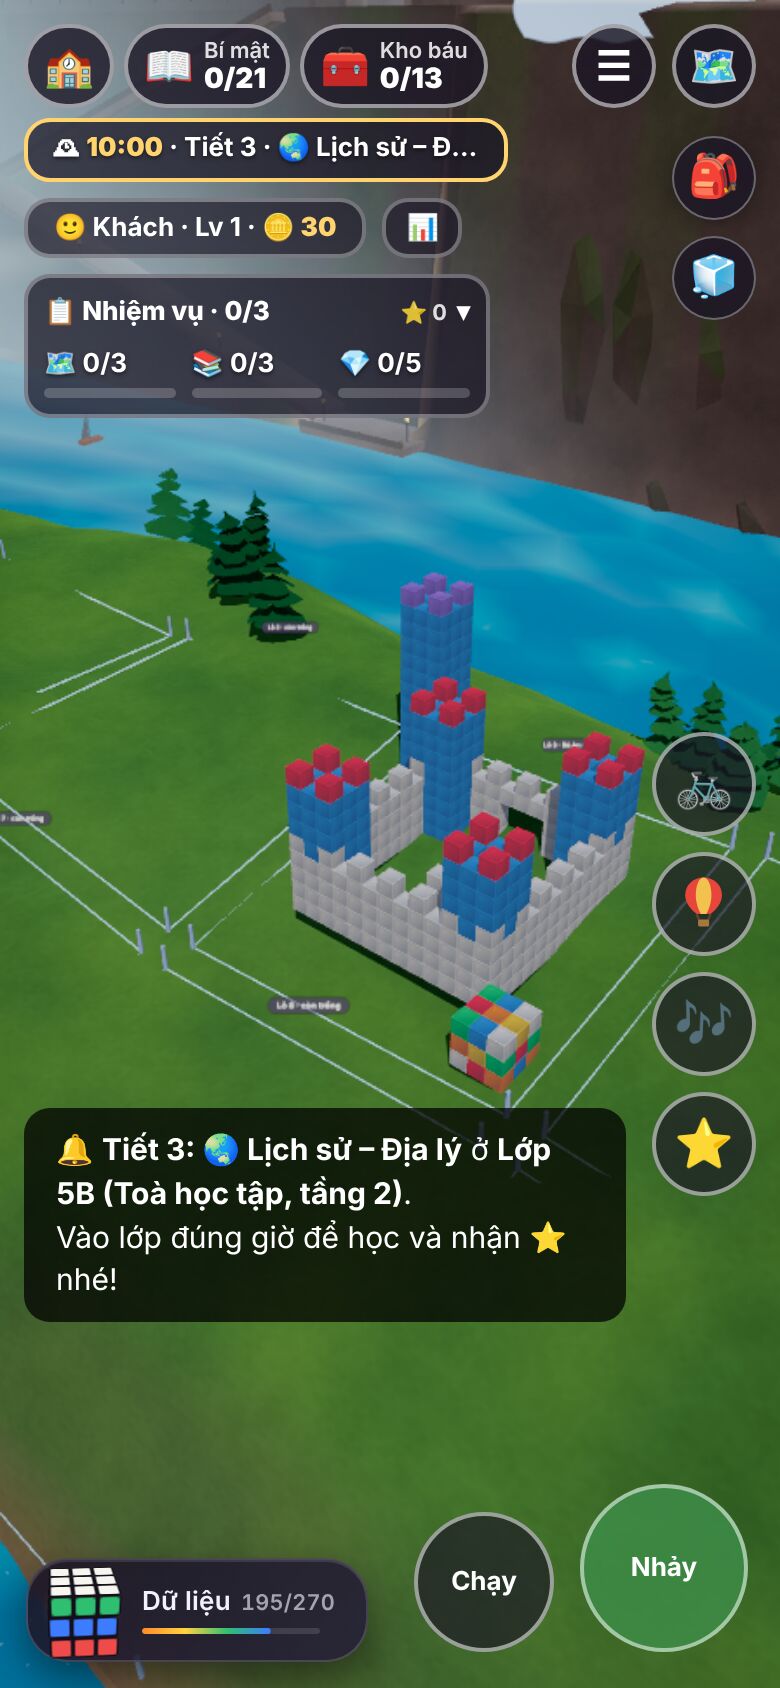 Bí mật
0/21
Kho báu
0/13
10:00 · Tiết 3 · Lịch sử – Đ...
Khách · Lv 1 · 30
Nhiệm vụ · 0/3
0 ▼
0/3
0/3
0/5
Tiết 3: Lịch sử – Địa lý ở Lớp
5B (Toà học tập, tầng 2).
Vào lớp đúng giờ để học và nhận
nhé!
Chạy
Nhảy
Dữ liệu 195/270